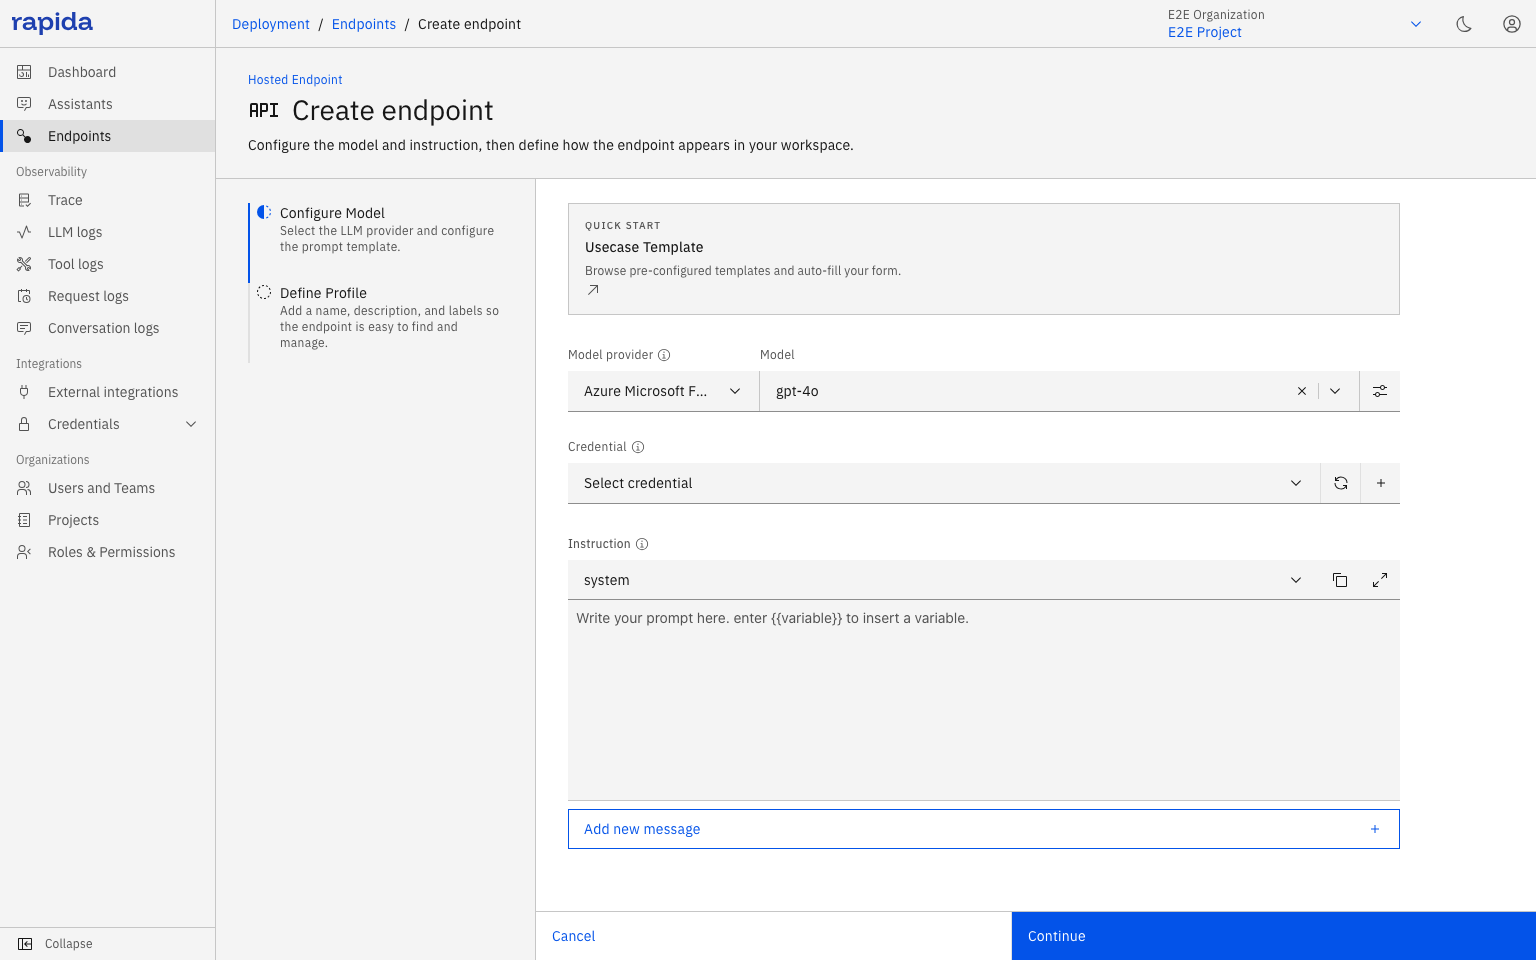 rapida
Deployment / Endpoints / Create endpoint
E2E Organization
E2E Project
Dashboard
Assistants
Endpoints
Observability
Trace
LLM logs
Tool logs
Request logs
Conversation logs
Integrations
External integrations
Credentials
Organizations
Users and Teams
Projects
Roles & Permissions
Collapse
Hosted Endpoint
API Create endpoint
Configure the model and instruction, then define how the endpoint appears in your workspace.
Configure Model
Select the LLM provider and configure
the prompt template.
Define Profile
Add a name, description, and labels so
the endpoint is easy to find and
manage.
QUICK START
Usecase Template
Browse pre-configured templates and auto-fill your form.
Model provider Model
Azure Microsoft F... gpt-4o
Credential
Select credential
Instruction
system
Write your prompt here. enter {{variable}} to insert a variable.
Add new message
Cancel
Continue